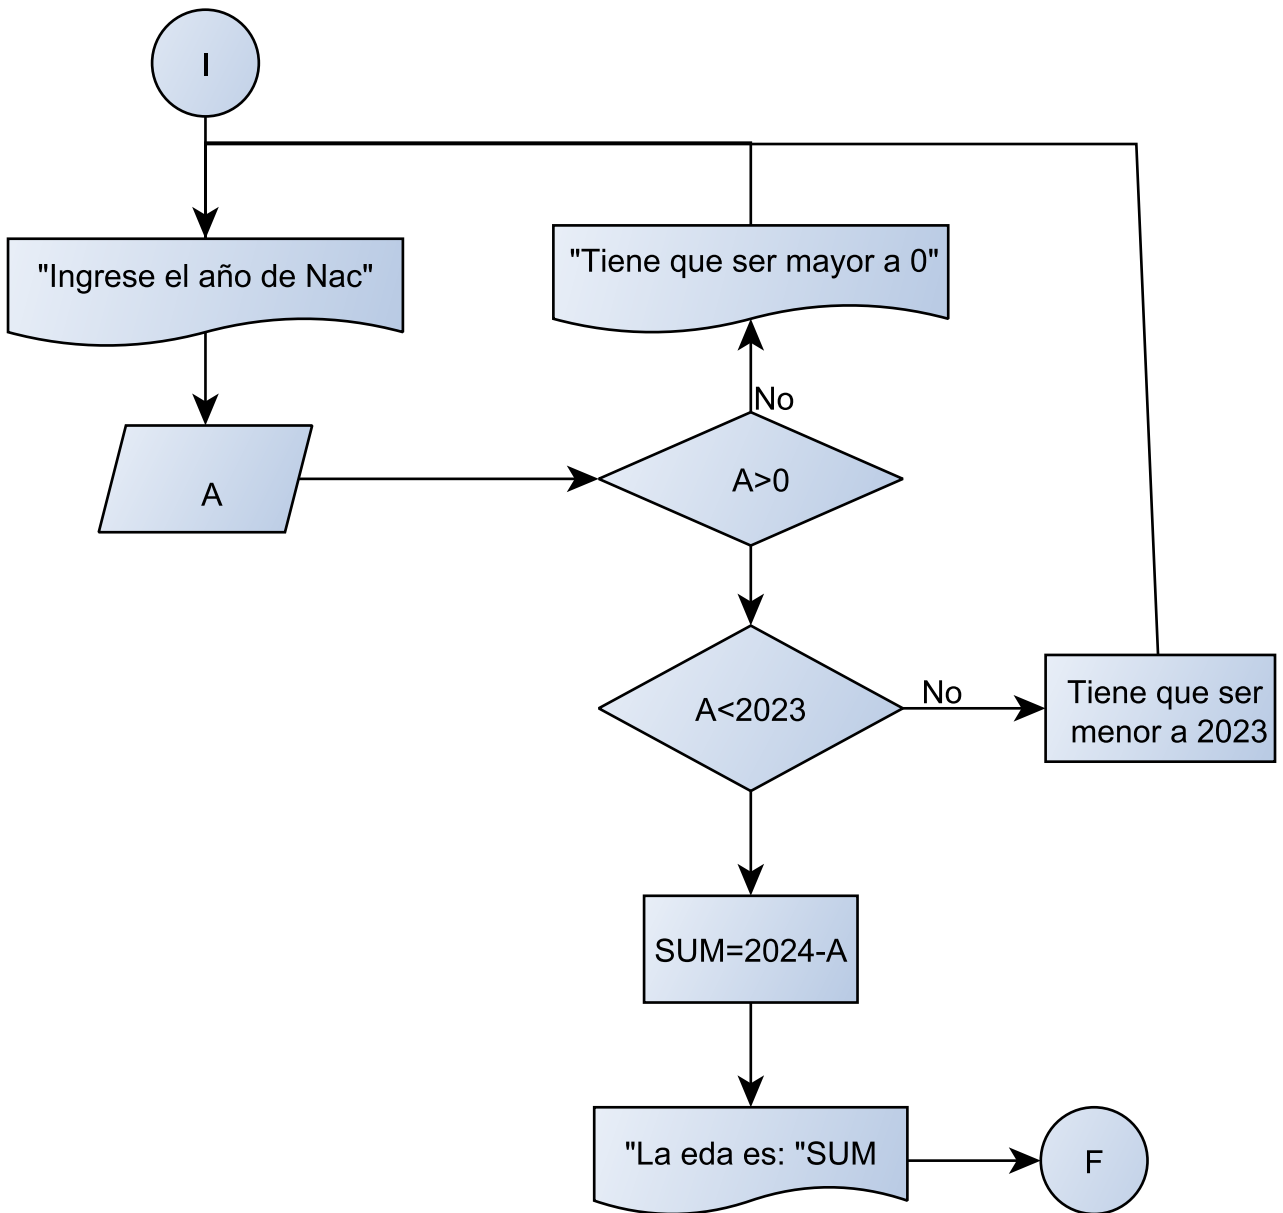 I
"Ingrese el año de Nac"
"Tiene que ser mayor a 0"
No
A
A>0
A<2023
No
Tiene que ser
menor a 2023
SUM=2024-A
"La eda es: "SUM
F